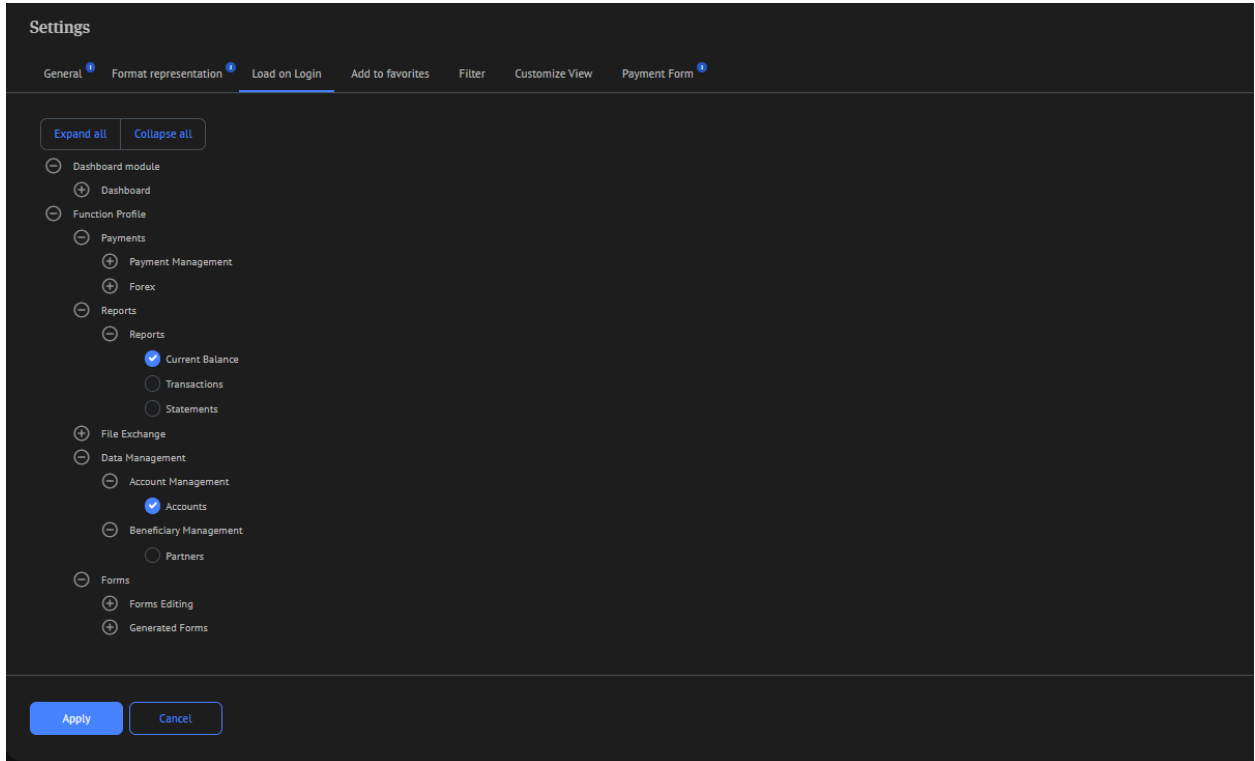 Settings
General Format representation Load on Login Add to favorites Filter Customize View Payment Form
Expand all Collapse all
Dashboard module
Dashboard
Function Profile
Payments
Payment Management
Forex
Reports
Reports
Current Balance
Transactions
Statements
File Exchange
Data Management
Account Management
Accounts
Beneficiary Management
Partners
Forms
Forms Editing
Generated Forms
Apply Cancel